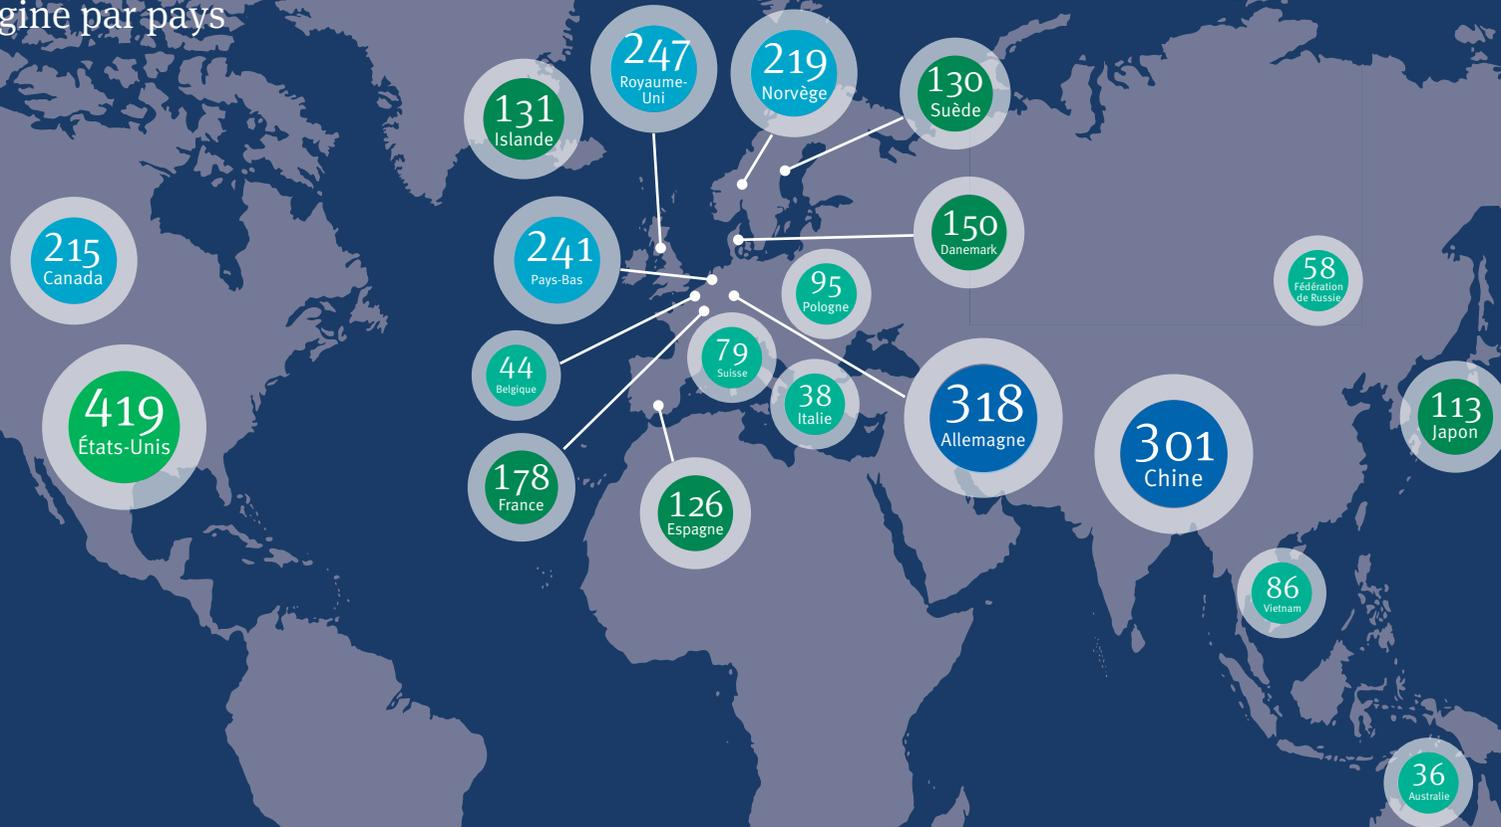 gine par pays
247
Royaume-
Uni
219
Norvège
130
Suède
131
Islande
215
Canada
241
Pays-Bas
150
Danemark
95
Pologne
58
Fédération
de Russie
44
Belgique
79
Suisse
38
Italie
419
États-Unis
318
Allemagne
301
Chine
113
Japon
178
France
126
Espagne
86
Vietnam
36
Australie